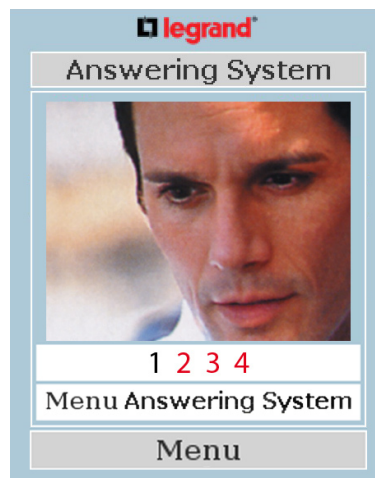 legrand®
Answering System
1 2 3 4
Menu Answering System
Menu